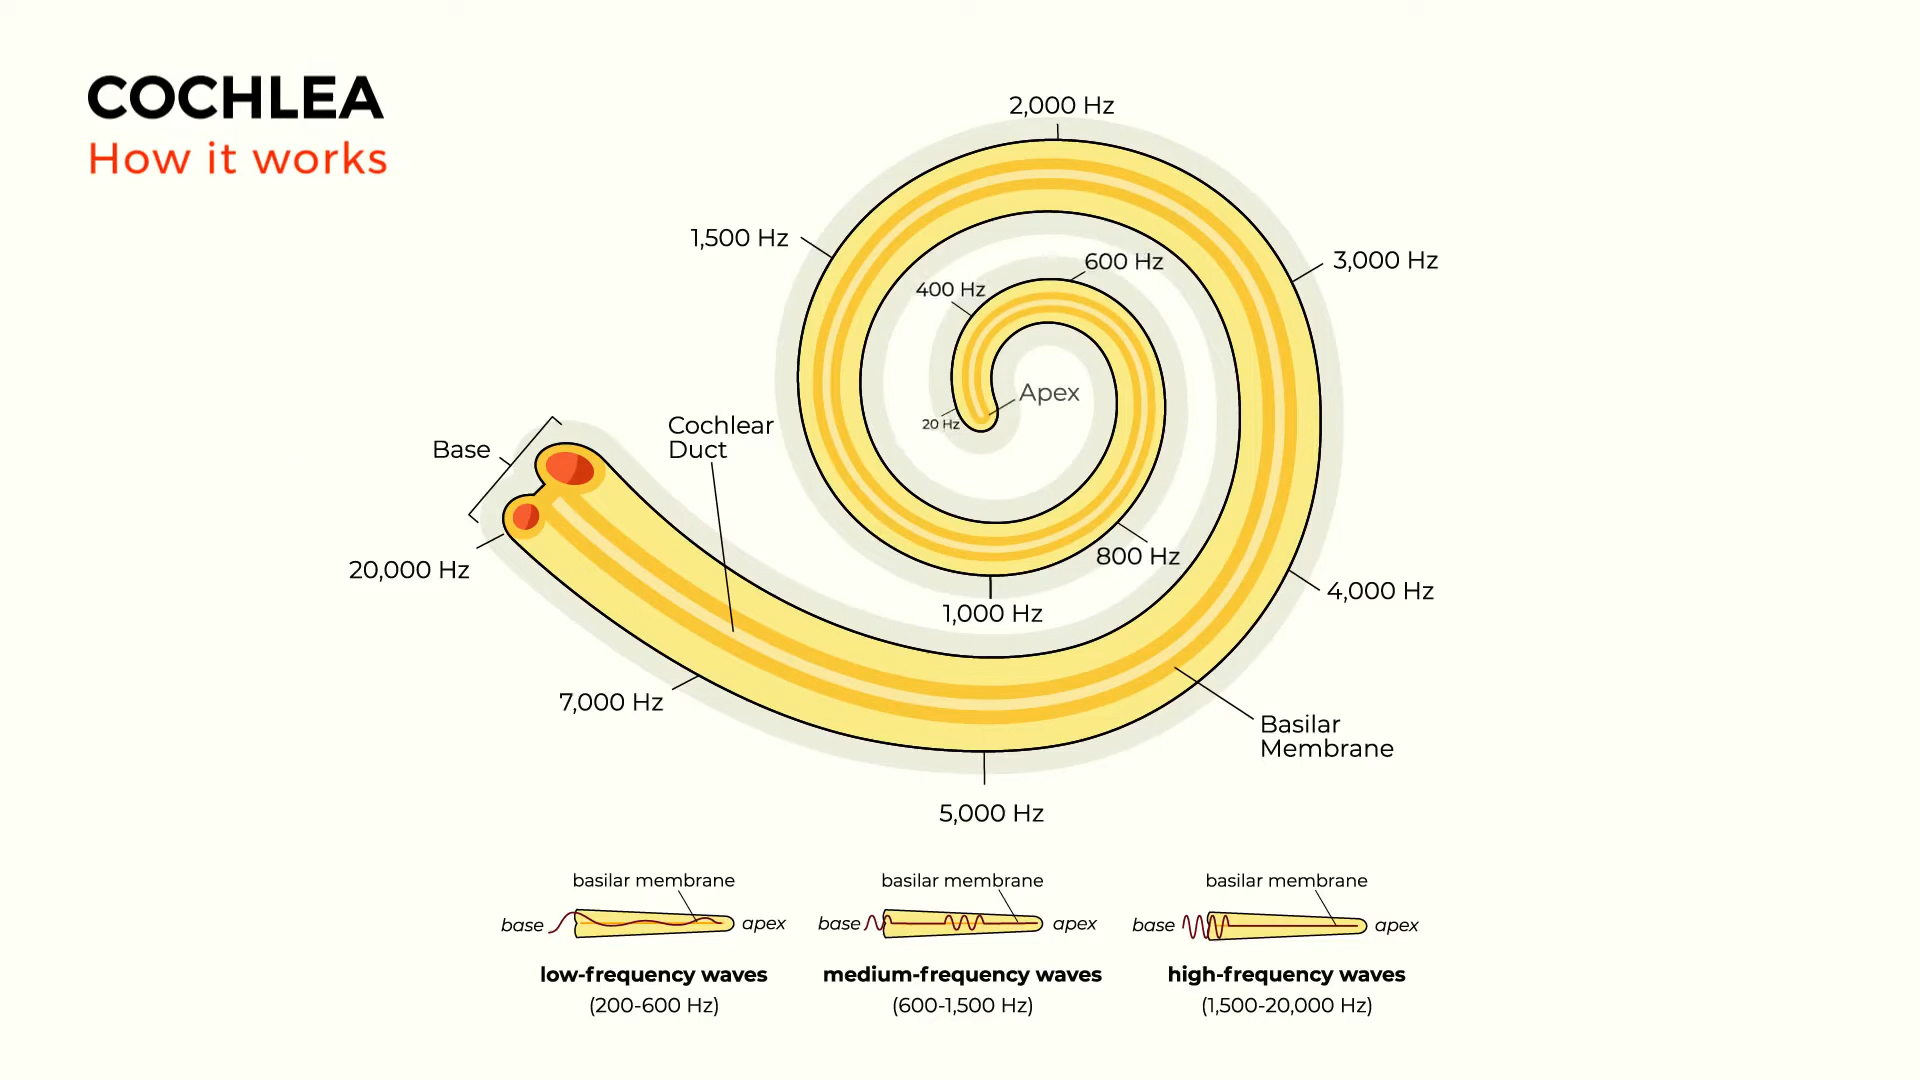 COCHLEA
How it works
2,000 Hz
1,500 Hz
3,000 Hz
600 Hz
400 Hz
Apex
20 Hz
Cochlear
Duct
Base
20,000 Hz
800 Hz
4,000 Hz
1,000 Hz
7,000 Hz
Basilar
Membrane
5,000 Hz
basilar membrane
base
apex
low-frequency waves
(200-600 Hz)
basilar membrane
base
apex
medium-frequency waves
(600-1,500 Hz)
basilar membrane
base
apex
high-frequency waves
(1,500-20,000 Hz)